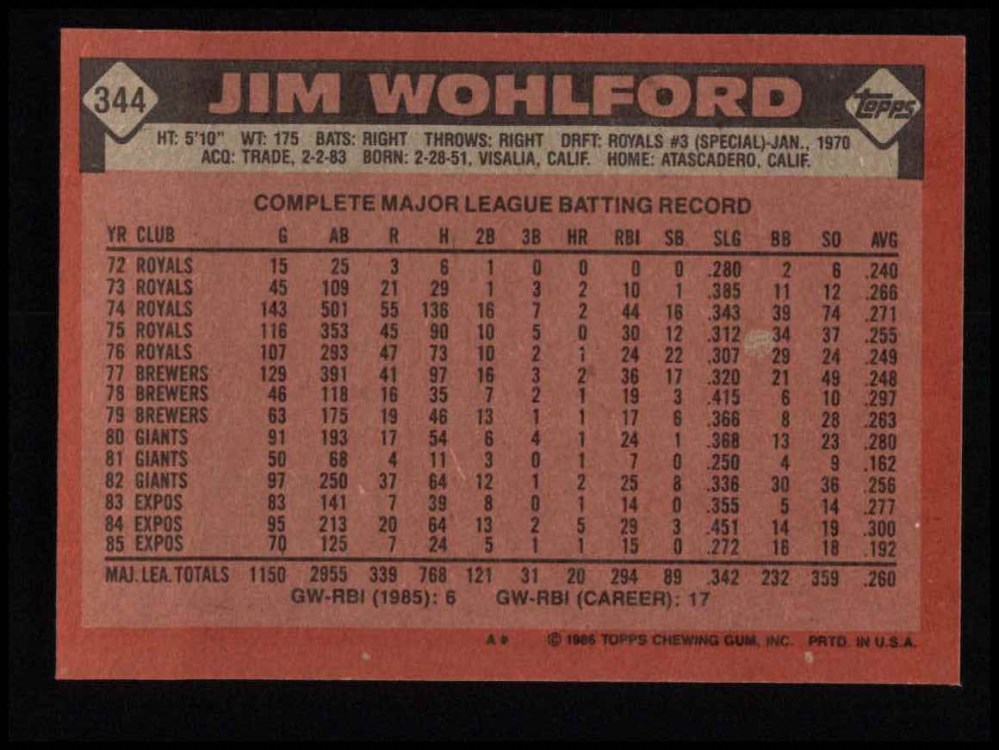 344 JIM WOHLFORD Topps
HT: 5'10" WT: 175 BATS: RIGHT THROWS: RIGHT DRFT: ROYALS #3 (SPECIAL)-JAN., 1970
ACQ: TRADE, 2-2-83 BORN: 2-28-51, VISALIA, CALIF. HOME: ATASCADERO, CALIF.
COMPLETE MAJOR LEAGUE BATTING RECORD
YR CLUB G AB R H 2B 3B HR RBI SB SLG BB SO AVG
72 ROYALS 15 25 3 6 1 0 0 0 0 .280 2 6 .240
73 ROYALS 45 109 21 29 1 3 2 10 1 .385 11 12 .266
74 ROYALS 143 501 55 136 16 7 2 44 16 .343 39 74 .271
75 ROYALS 116 353 45 90 10 5 0 30 12 .312 34 37 .255
76 ROYALS 107 293 47 73 10 2 1 24 22 .307 29 24 .249
77 BREWERS 129 391 41 97 16 3 2 36 17 .320 21 49 .248
78 BREWERS 46 118 16 35 7 2 1 19 3 .415 6 10 .297
79 BREWERS 63 175 19 46 13 1 1 17 6 .366 8 28 .263
80 GIANTS 91 193 17 54 6 4 1 24 1 .368 13 23 .280
81 GIANTS 50 68 4 11 3 0 1 7 0 .250 4 9 .162
82 GIANTS 97 250 37 64 12 1 2 25 8 .336 30 36 .256
83 EXPOS 83 141 7 39 8 0 1 14 0 .355 5 14 .277
84 EXPOS 95 213 20 64 13 2 5 29 3 .451 14 19 .300
85 EXPOS 70 125 7 24 5 1 1 15 0 .272 16 18 .192
MAJ. LEA. TOTALS 1150 2955 339 768 121 31 20 294 89 .342 232 359 .260
GW-RBI (1985): 6 GW-RBI (CAREER): 17
A* © 1986 TOPPS CHEWING GUM, INC. PRTD. IN U.S.A.